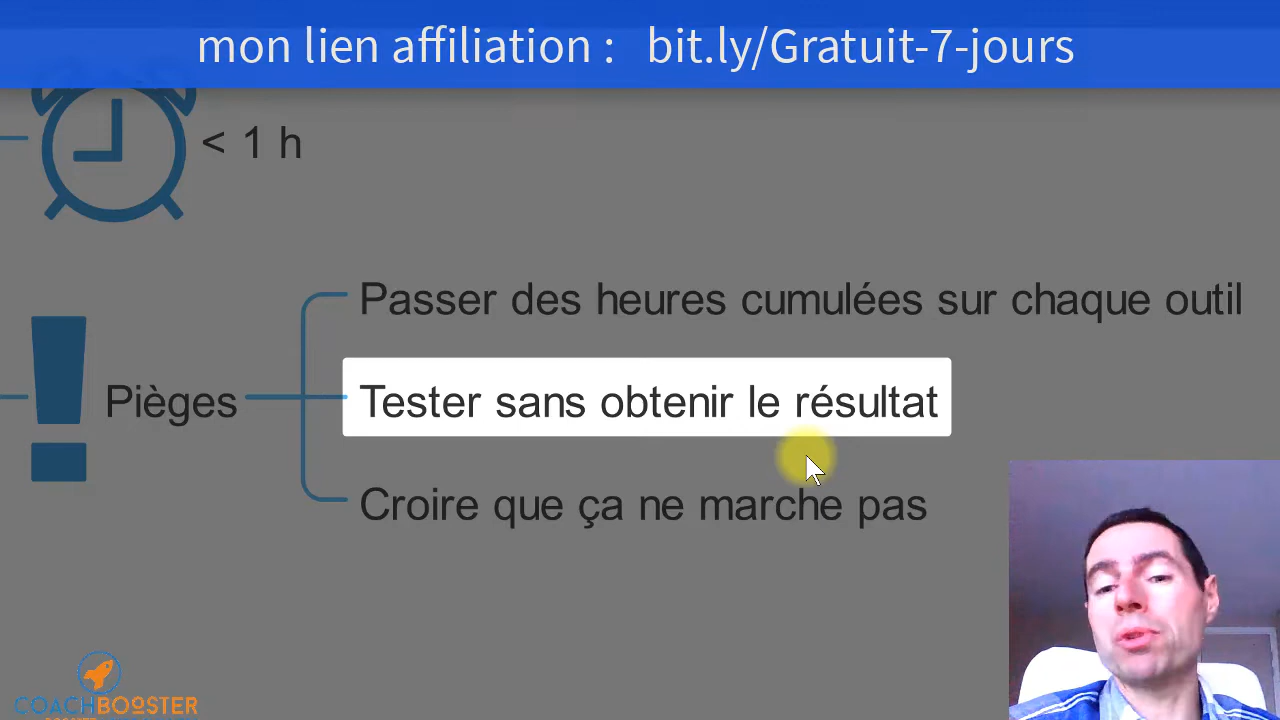 mon lien affiliation : bit.ly/Gratuit-7-jours
< 1 h
Passer des heures cumulées sur chaque outil
Pièges
Tester sans obtenir le résultat
Croire que ça ne marche pas
COACHBOOSTER